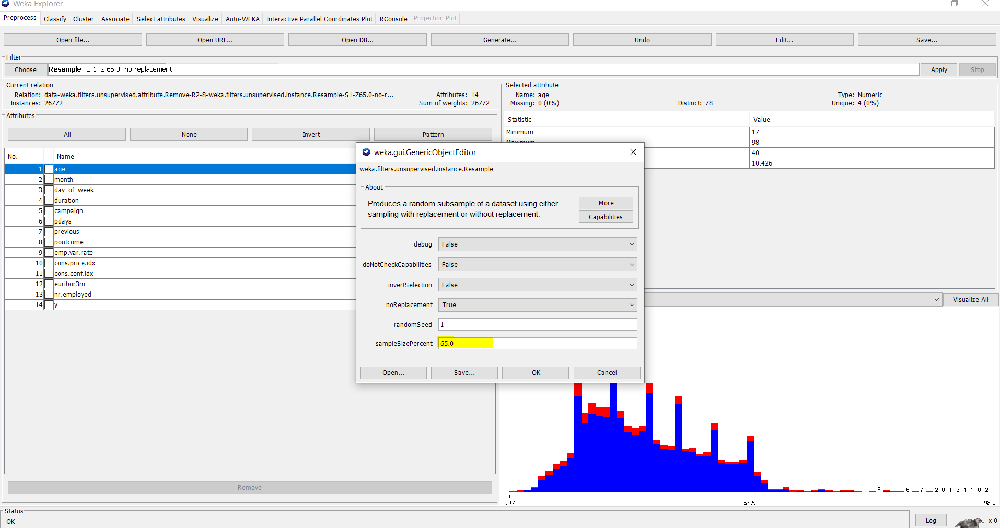 Weka Explorer
Preprocess Classify Cluster Associate Select attributes Visualize Auto-WEKA Interactive Parallel Coordinates Plot RConsole Projection Plot
Open file... Open URL... Open DB... Generate... Undo Edit... Save...
Filter
Choose Resample -S 1 -Z 65.0 -no-replacement Apply Stop
Current relation
Relation: data-weka.filters.unsupervised.attribute.Remove-R2-8-weka.filters.unsupervised.instance.Resample-S1-Z65.0-no-r... Attributes: 14
Instances: 26772 Sum of weights: 26772
Selected attribute
Name: age Type: Numeric
Missing: 0 (0%) Distinct: 78 Unique: 4 (0%)
Statistic Value
Minimum 17
Maximum 98
40
10.426
Attributes
All None Invert Pattern
No. Name
1 age
2 month
3 day_of_week
4 duration
5 campaign
6 pdays
7 previous
8 poutcome
9 emp.var.rate
10 cons.price.idx
11 cons.conf.idx
12 euribor3m
13 nr.employed
14 y
Remove
weka.gui.GenericObjectEditor
weka.filters.unsupervised.instance.Resample
About
Produces a random subsample of a dataset using either
sampling with replacement or without replacement.
More
Capabilities
debug False
doNotCheckCapabilities False
invertSelection False
noReplacement True
randomSeed 1
sampleSizePercent 65.0
Open... Save... OK Cancel
Visualize All
9 6 7 2 0 1 3 1 1 0 2
17 57.5 98
Status
OK
Log x 0